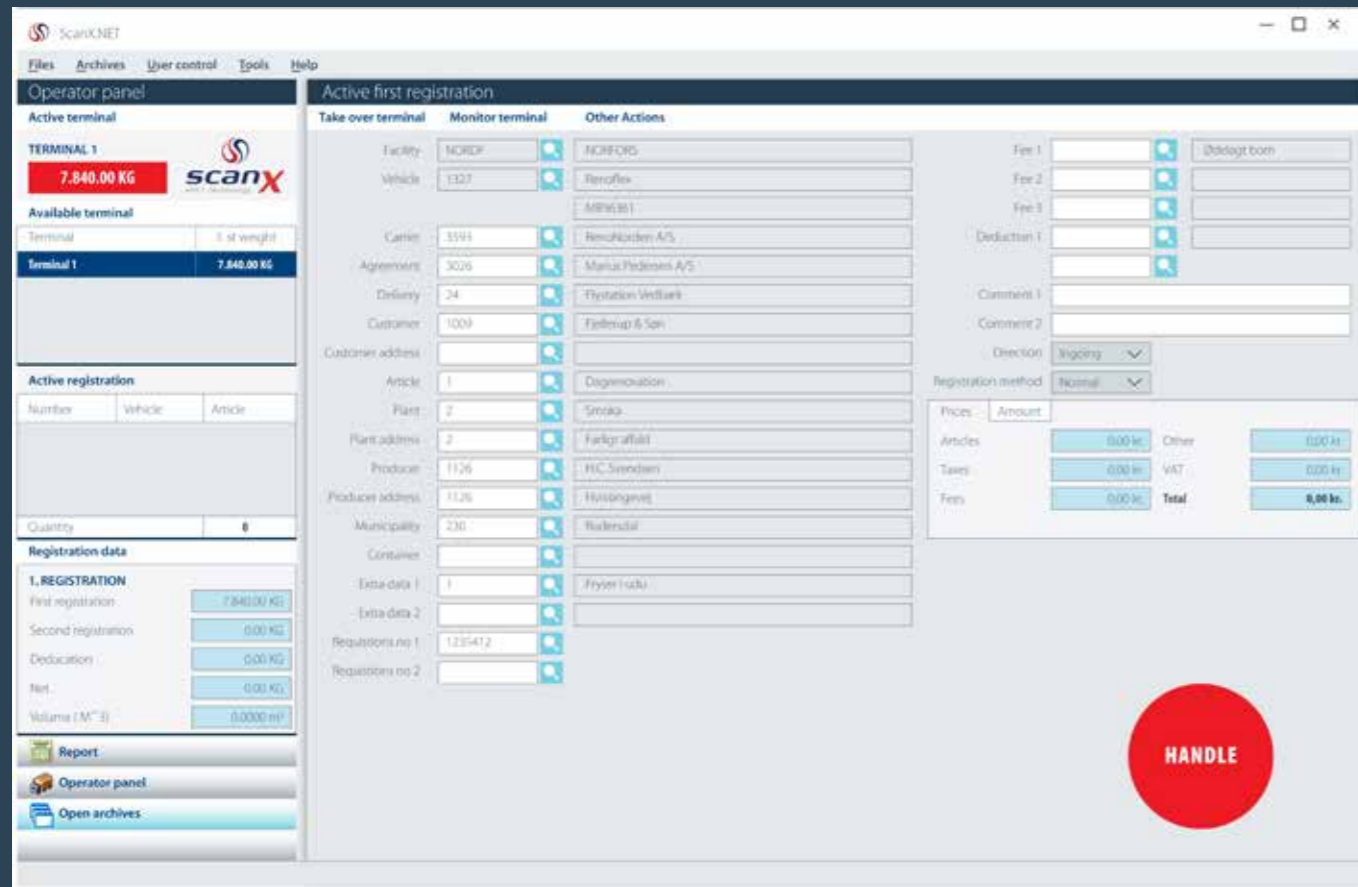 ScanX.NET
Files Archives User control Tools Help
Operator panel
Active terminal
TERMINAL 1
7.840.00 KG
scanx
Available terminal
Terminal 1.st weight
Terminal 1 7.840.00 KG
Active registration
Number Vehicle Article
Quantity 0
Registration data
1. REGISTRATION
First registration 7.840.00 KG
Second registration 0.00 KG
Deducation 0.00 KG
Net 0.00 KG
Volume (M^3) 0.0000 m³
Report
Operator panel
Open archives
Active first registration
Take over terminal Monitor terminal Other Actions
Facility NORDF NORFORS
Vehicle 1327 Renoflex
Carrier 3593 RenoNorden A/S
Agreement 3026 Marius Pedersen A/S
Delivery 24 Flystation Vedbæk
Customer 1009 Fjederup & Søn
Customer address
Article 1 Dagrenovation
Plant 2 Smoka
Plant address 2 Farligt affald
Producer 1126 H.C. Svendsen
Producer address 1126
Municipality 230 Rudersdal
Container
Extra data 1 1 Fryser
Extra data 2
Requistions no 1 1235412
Requistions no 2
Fee 1
Fee 2
Fee 3
Deduction 1
Comment 1
Comment 2
Direction Ingoing
Registration method Normal
Prices Amount
Articles 0,00 kr. Other 0,00 kr.
Taxes 0,00 kr. VAT 0,00 kr.
Fees 0,00 kr. Total 0,00 kr.
HANDLE